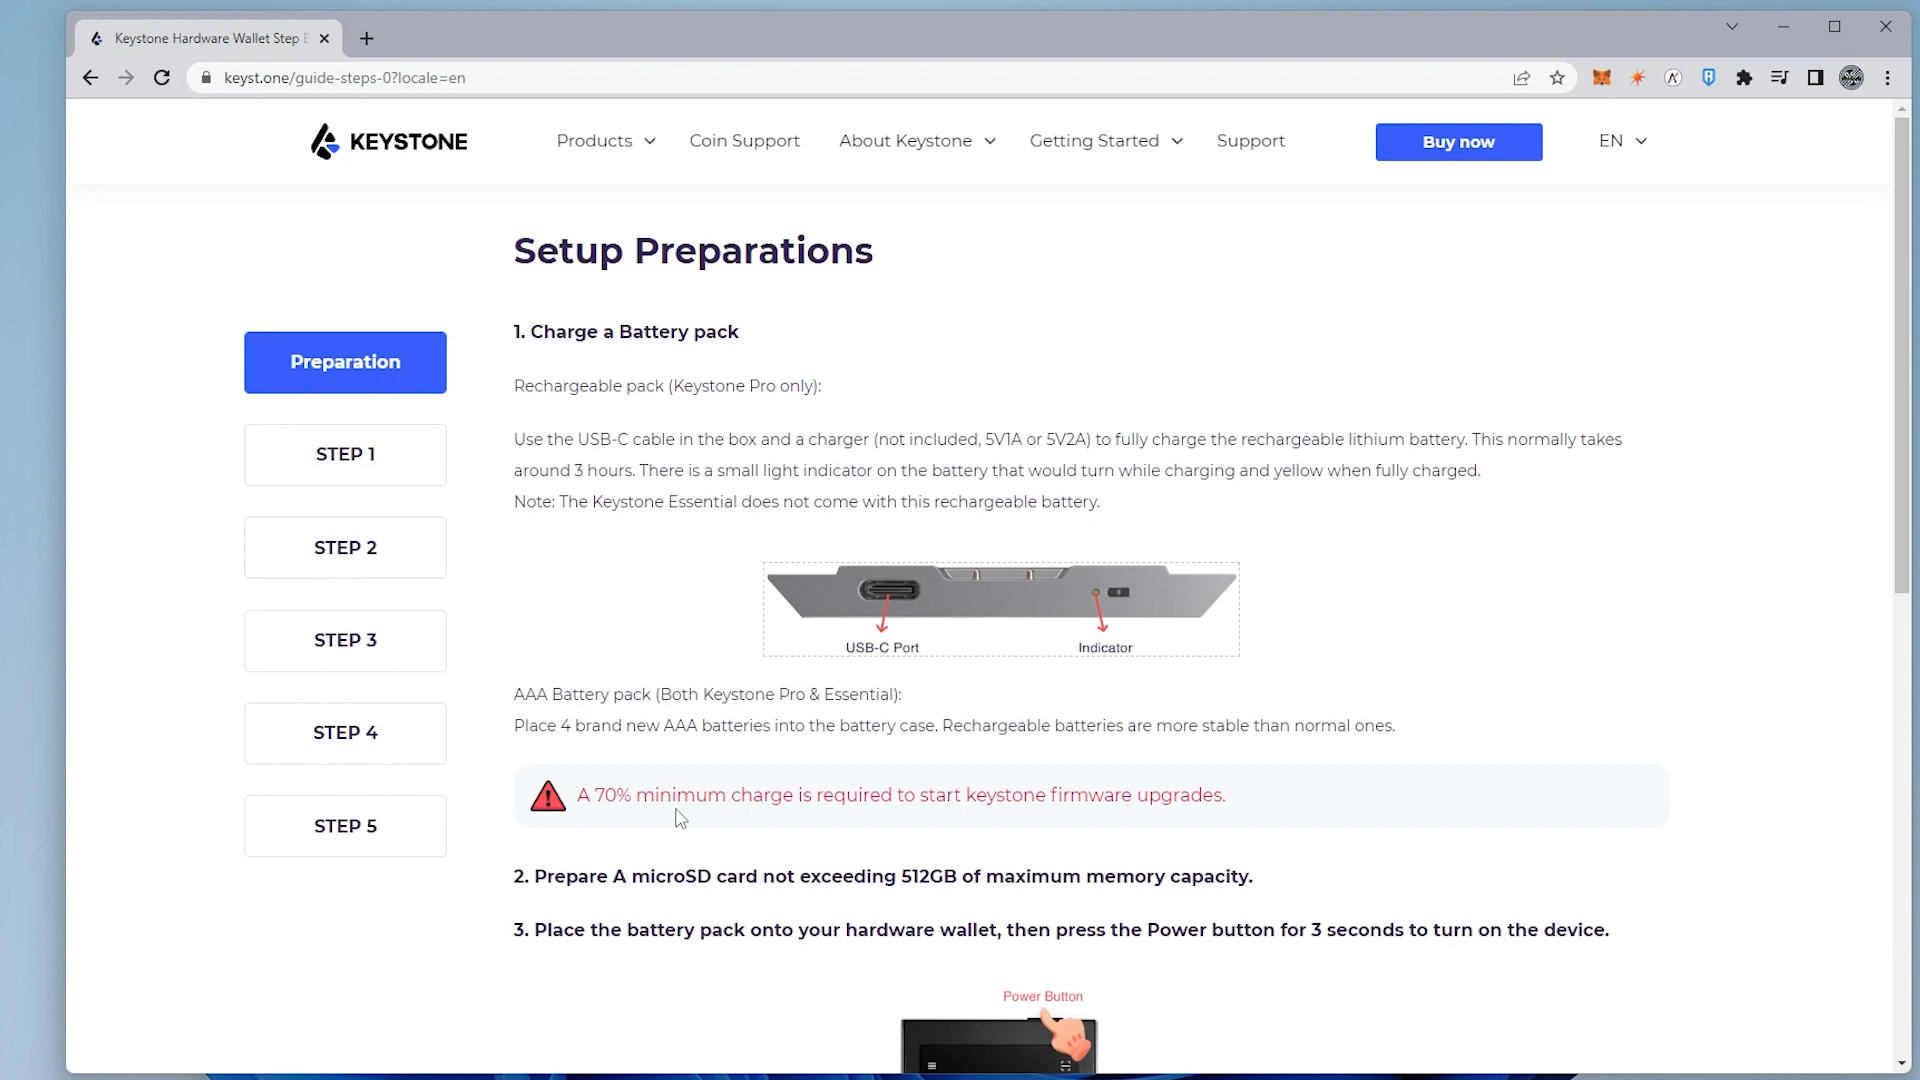 Keystone Hardware Wallet Step
keyst.one/guide-steps-0?locale=en
KEYSTONE
Products
Coin Support
About Keystone
Getting Started
Support
Buy now
EN
Setup Preparations
Preparation
STEP 1
STEP 2
STEP 3
STEP 4
STEP 5
1. Charge a Battery pack
Rechargeable pack (Keystone Pro only):
Use the USB-C cable in the box and a charger (not included, 5V1A or 5V2A) to fully charge the rechargeable lithium battery. This normally takes
around 3 hours. There is a small light indicator on the battery that would turn while charging and yellow when fully charged.
Note: The Keystone Essential does not come with this rechargeable battery.
USB-C Port
Indicator
AAA Battery pack (Both Keystone Pro & Essential):
Place 4 brand new AAA batteries into the battery case. Rechargeable batteries are more stable than normal ones.
A 70% minimum charge is required to start keystone firmware upgrades.
2. Prepare A microSD card not exceeding 512GB of maximum memory capacity.
3. Place the battery pack onto your hardware wallet, then press the Power button for 3 seconds to turn on the device.
Power Button